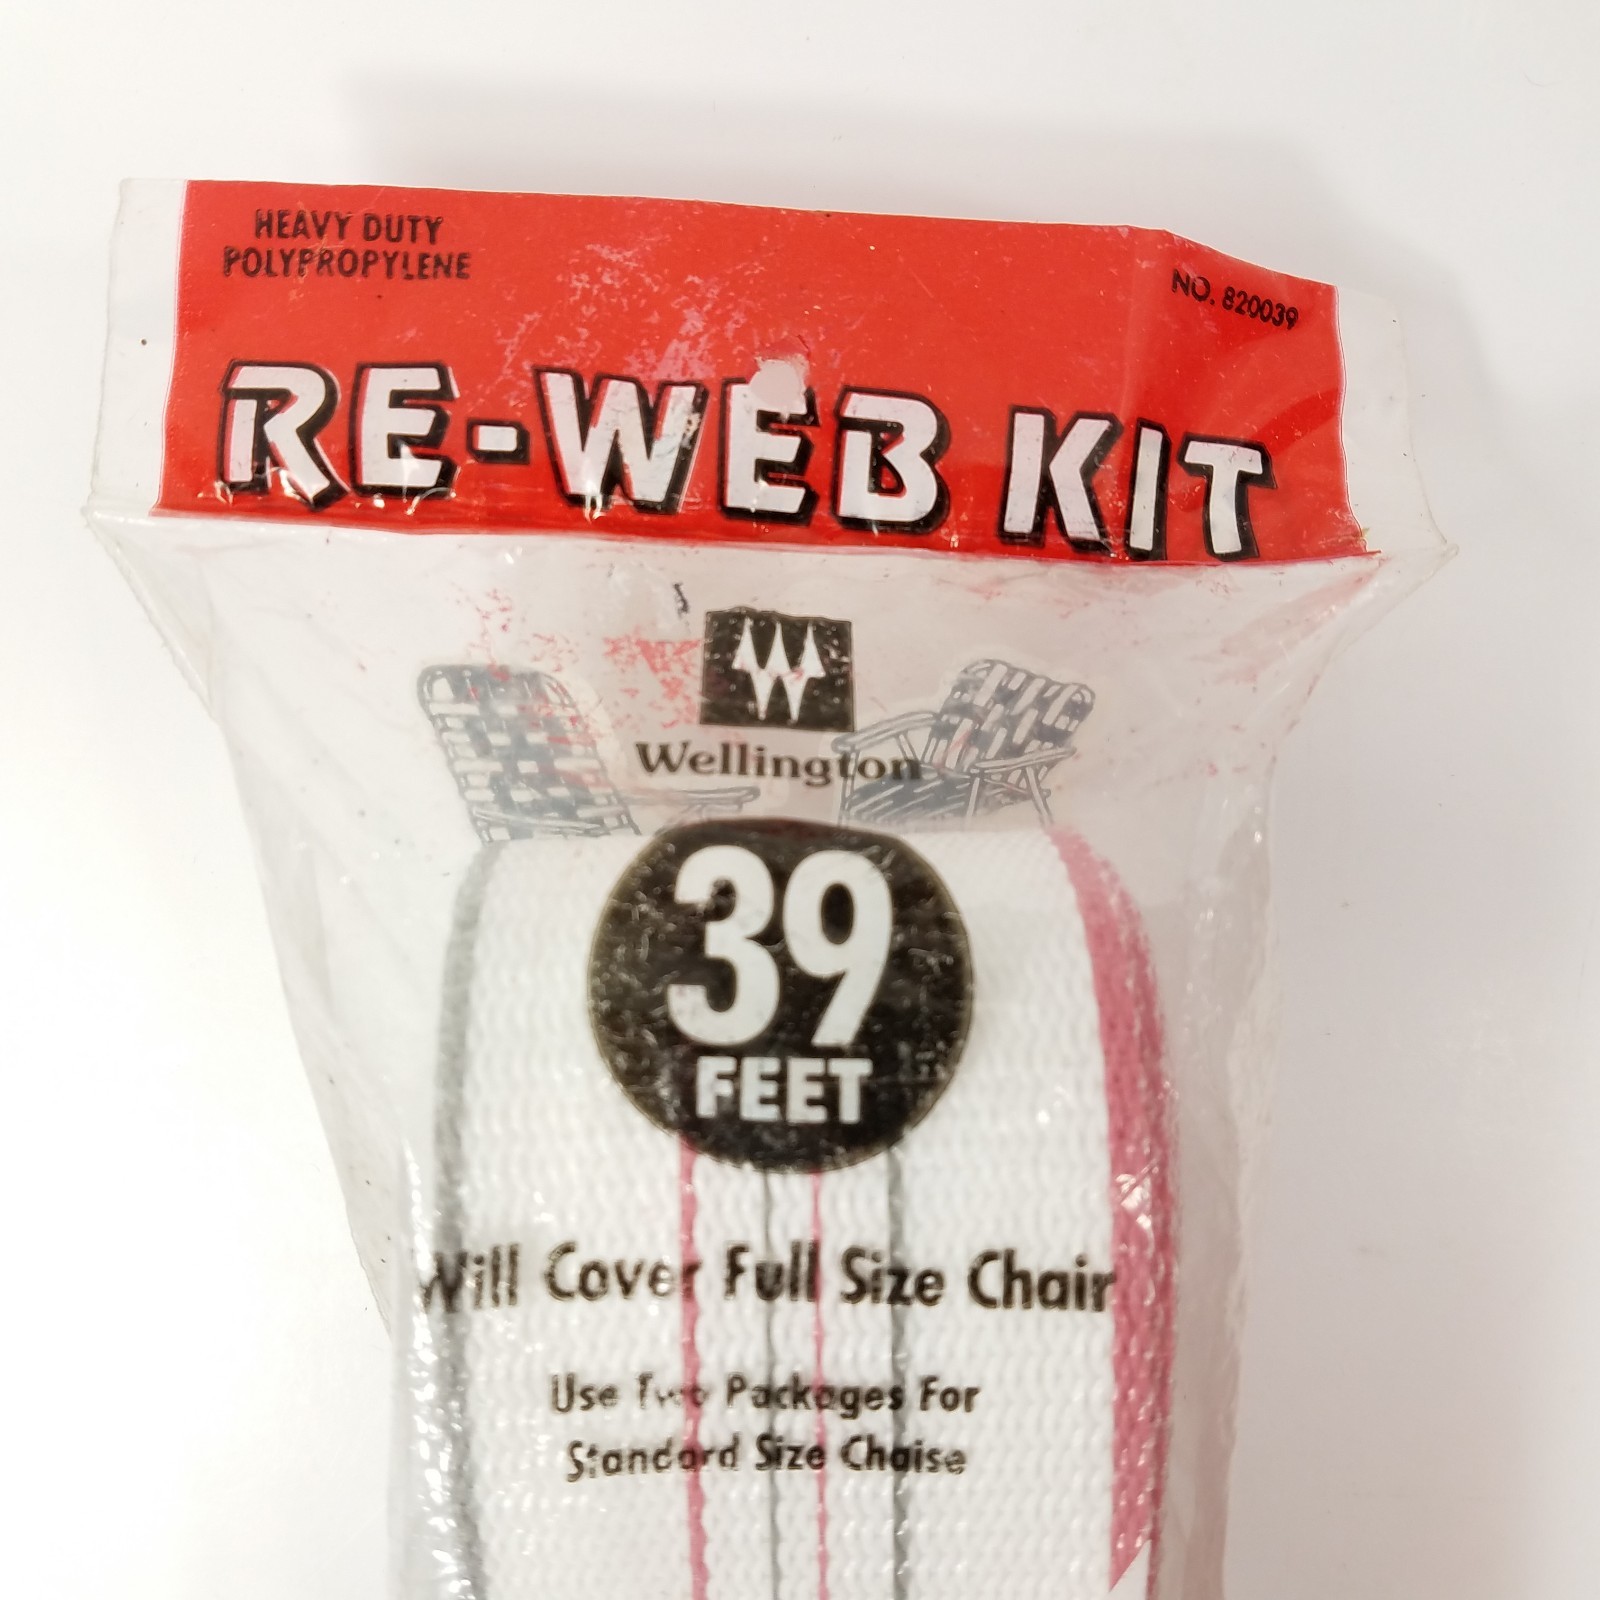 HEAVY DUTY
POLYPROPYLENE
NO. 820039
RE-WEB KIT
Wellington
39
FEET
Will Cover Full Size Chair
Use Two Packages For
Standard Size Chaise